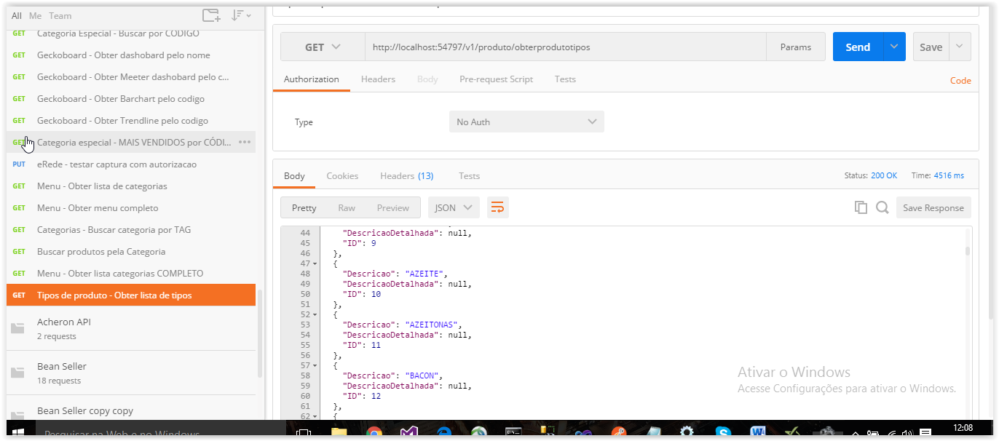 All Me Team
GET Categoria Especial - Buscar por CODIGO
GET Geckoboard - Obter dashobard pelo nome
GET Geckoboard - Obter Meeter dashobard pelo c...
GET Geckoboard - Obter Barchart pelo codigo
GET Geckoboard - Obter Trendline pelo codigo
GET Categoria especial - MAIS VENDIDOS por CÓDI... •••
PUT eRede - testar captura com autorizacao
GET Menu - Obter lista de categorias
GET Menu - Obter menu completo
GET Categorias - Buscar categoria por TAG
GET Buscar produtos pela Categoria
GET Menu - Obter lista categorias COMPLETO
GET Tipos de produto - Obter lista de tipos
Acheron API
2 requests
Bean Seller
18 requests
Bean Seller copy copy
GET http://localhost:54797/v1/produto/obterprodutotipos Params Send Save
Authorization Headers Body Pre-request Script Tests Code
Type No Auth
Body Cookies Headers (13) Tests Status: 200 OK Time: 4516 ms
Pretty Raw Preview JSON Save Response
44 "DescricaoDetalhada": null,
45 "ID": 9
46 },
47 {
48 "Descricao": "AZEITE",
49 "DescricaoDetalhada": null,
50 "ID": 10
51 },
52 {
53 "Descricao": "AZEITONAS",
54 "DescricaoDetalhada": null,
55 "ID": 11
56 },
57 {
58 "Descricao": "BACON",
59 "DescricaoDetalhada": null,
60 "ID": 12
61 },
62 {
Ativar o Windows
Acesse Configurações para ativar o Windows.
Pesquisar na Web e no Windows
12:08